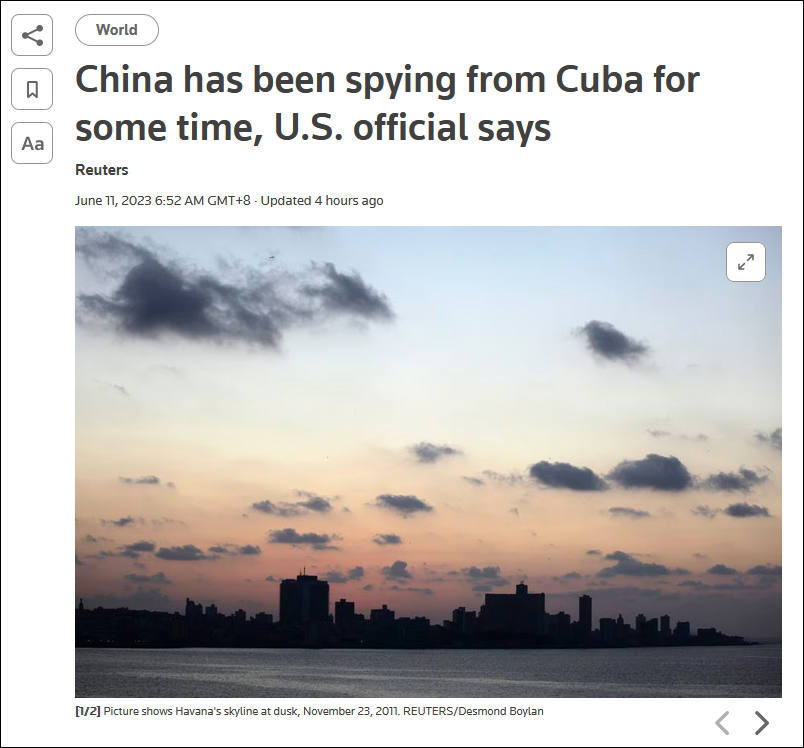 World
China has been spying from Cuba for
some time, U.S. official says
Reuters
Aa
June 11, 2023 6:52 AM GMT+8 · Updated 4 hours ago
[1/2] Picture shows Havana's skyline at dusk, November 23, 2011. REUTERS/Desmond Boylan